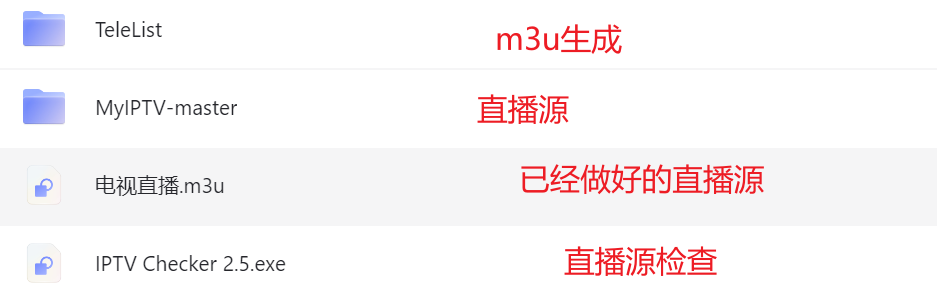 TeleList
m3u生成
MyIPTV-master
直播源
电视直播.m3u
已经做好的直播源
IPTV Checker 2.5.exe
直播源检查